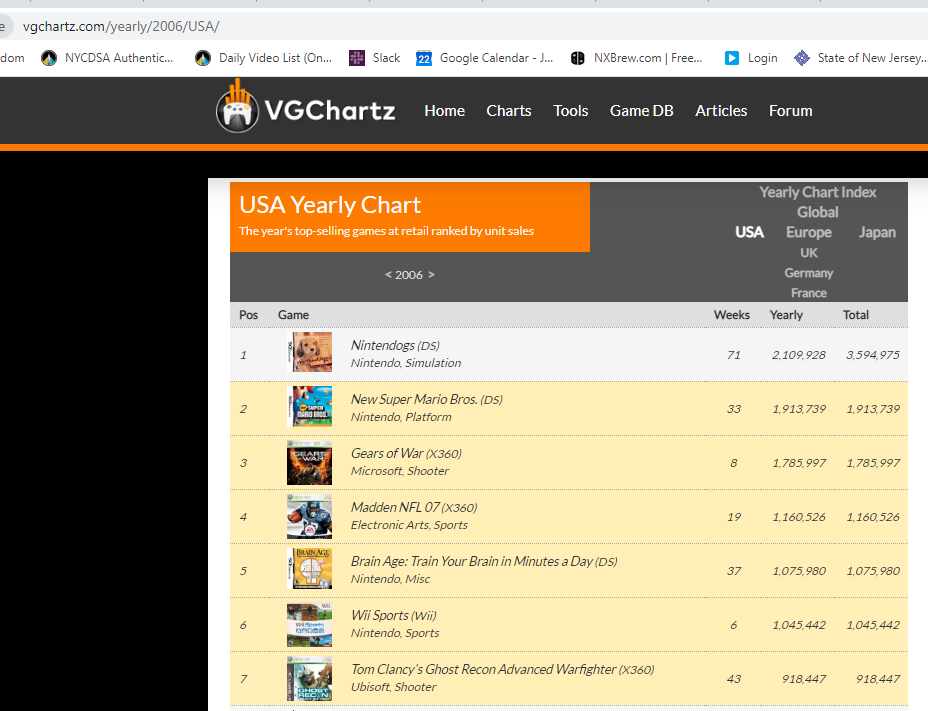 e vgchartz.com/yearly/2006/USA/
dom NYCDSA Authentic... Daily Video List (On... Slack 22 Google Calendar - J... NXBrew.com | Free... Login State of New Jersey...
VGChartz Home Charts Tools Game DB Articles Forum
USA Yearly Chart
The year's top-selling games at retail ranked by unit sales
< 2006 >
Yearly Chart Index
Global
USA Europe Japan
UK
Germany
France
Pos Game Weeks Yearly Total
1 Nintendogs (DS) 71 2,109,928 3,594,975
Nintendo, Simulation
2 New Super Mario Bros. (DS) 33 1,913,739 1,913,739
Nintendo, Platform
3 Gears of War (X360) 8 1,785,997 1,785,997
Microsoft, Shooter
4 Madden NFL 07 (X360) 19 1,160,526 1,160,526
Electronic Arts, Sports
5 Brain Age: Train Your Brain in Minutes a Day (DS) 37 1,075,980 1,075,980
Nintendo, Misc
6 Wii Sports (Wii) 6 1,045,442 1,045,442
Nintendo, Sports
7 Tom Clancy's Ghost Recon Advanced Warfighter (X360) 43 918,447 918,447
Ubisoft, Shooter